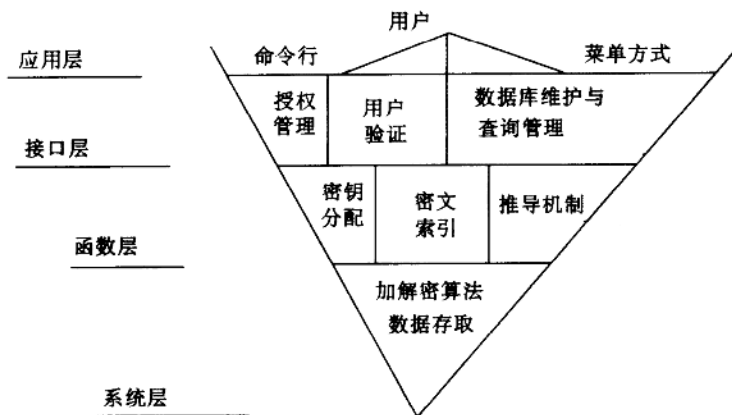 用户
应用层
命令行
菜单方式
授权
管理
用户
验证
数据库维护与
查询管理
接口层
密钥
分配
密文
索引
推导机制
函数层
加解密算法
数据存取
系统层